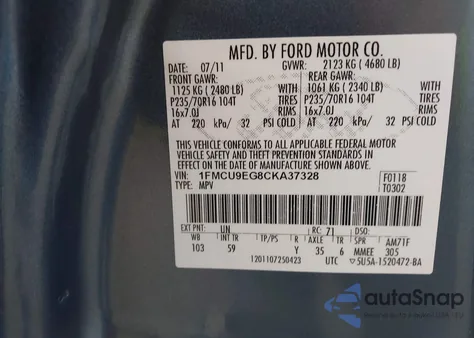 MFD. BY FORD MOTOR CO.
DATE: 07/11 GVWR: 2123 KG ( 4680 LB)
FRONT GAWR: REAR GAWR:
1125 KG ( 2480 LB) WITH 1061 KG ( 2340 LB) WITH
P235/70R16 104T TIRES P235/70R16 104T TIRES
16x7.0J RIMS 16x7.0J RIMS
AT 220 kPa/ 32 PSI COLD AT 220 kPa/ 32 PSI COLD
THIS VEHICLE CONFORMS TO ALL APPLICABLE FEDERAL MOTOR
VEHICLE SAFETY AND THEFT PREVENTION STANDARDS IN
EFFECT ON THE DATE OF MANUFACTURE SHOWN ABOVE.
VIN: 1FMCU9EG8CKA37328 F0118
TYPE: MPV T0302
EXT PNT: UN RC: 71 DSO:
WB INT TR TP/PS R AXLE TR SPR AM71F
103 59 Y 35 6 MMEE 305
1201107250423 UTC 5U5A-1520472-BA
autoSnap